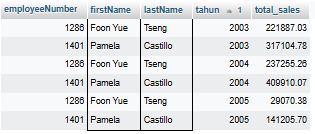 employeeNumber firstName lastName tahun 1 total_sales
1286 Foon Yue Tseng 2003 221887.03
1401 Pamela Castillo 2003 317104.78
1286 Foon Yue Tseng 2004 237255.26
1401 Pamela Castillo 2004 409910.07
1286 Foon Yue Tseng 2005 29070.38
1401 Pamela Castillo 2005 141205.70